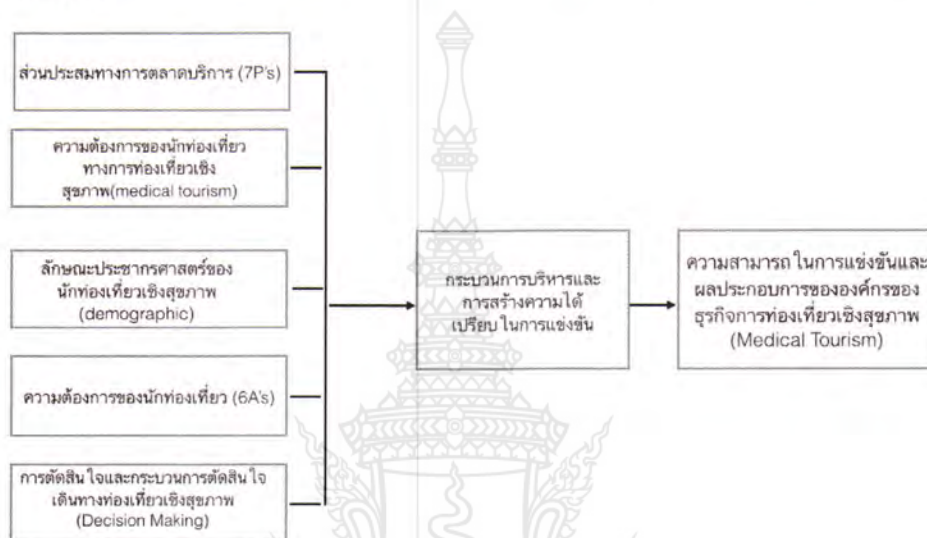 ส่วนประสมทางการตลาดบริการ (7P's)
ความต้องการของนักท่องเที่ยว
ทางการท่องเที่ยวเชิง
สุขภาพ(medical tourism)
ลักษณะประชากรศาสตร์ของ
นักท่องเที่ยวเชิงสุขภาพ
(demographic)
ความต้องการของนักท่องเที่ยว (6A's)
การตัดสินใจและกระบวนการตัดสินใจ
เดินทางท่องเที่ยวเชิงสุขภาพ
(Decision Making)
กระบวนการบริหารและ
การสร้างความได้
เปรียบในการแข่งขัน
ความสามารถในการแข่งขันและ
ผลประกอบการขององค์กรของ
ธุรกิจการท่องเที่ยวเชิงสุขภาพ
(Medical Tourism)